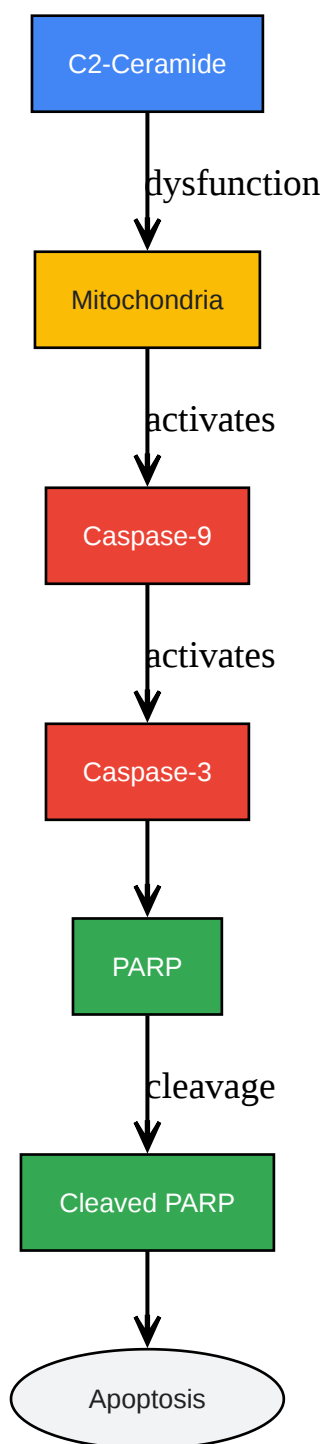 C2-Ceramide
dysfunction
Mitochondria
activates
Caspase-9
activates
Caspase-3
PARP
cleavage
Cleaved PARP
Apoptosis